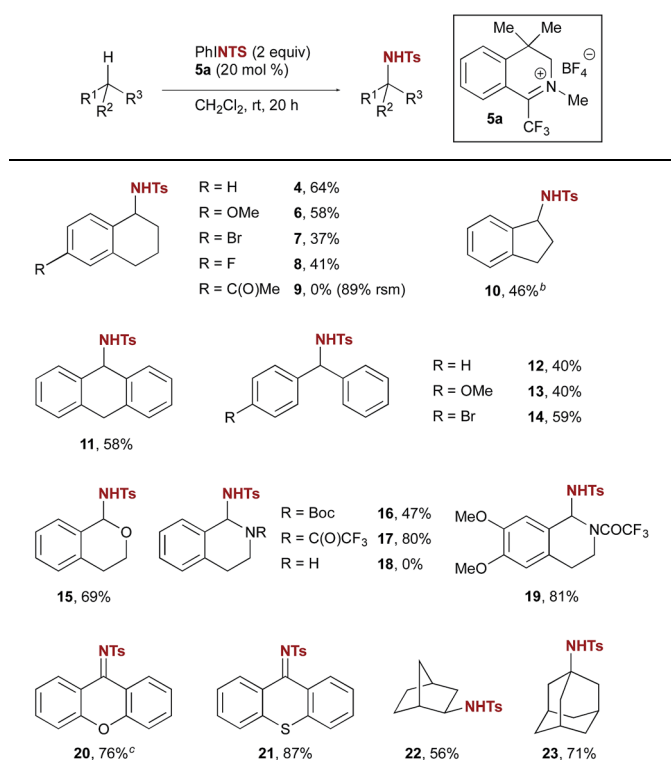 H
R¹ R² R³
PhINTS (2 equiv)
5a (20 mol %)
CH₂Cl₂, rt, 20 h
NHTs
R¹ R² R³
Me Me
⊕
N
Me
CF₃
BF₄⊖
5a
NHTs
R
R = H 4, 64%
R = OMe 6, 58%
R = Br 7, 37%
R = F 8, 41%
R = C(O)Me 9, 0% (89% rsm)
NHTs
10, 46%ᵇ
NHTs
11, 58%
NHTs
R
R = H 12, 40%
R = OMe 13, 40%
R = Br 14, 59%
NHTs
O
15, 69%
NHTs
NR
R = Boc 16, 47%
R = C(O)CF₃ 17, 80%
R = H 18, 0%
NHTs
MeO
NCOCF₃
MeO
19, 81%
NTs
O
20, 76%ᶜ
NTs
S
21, 87%
NHTs
22, 56%
NHTs
23, 71%